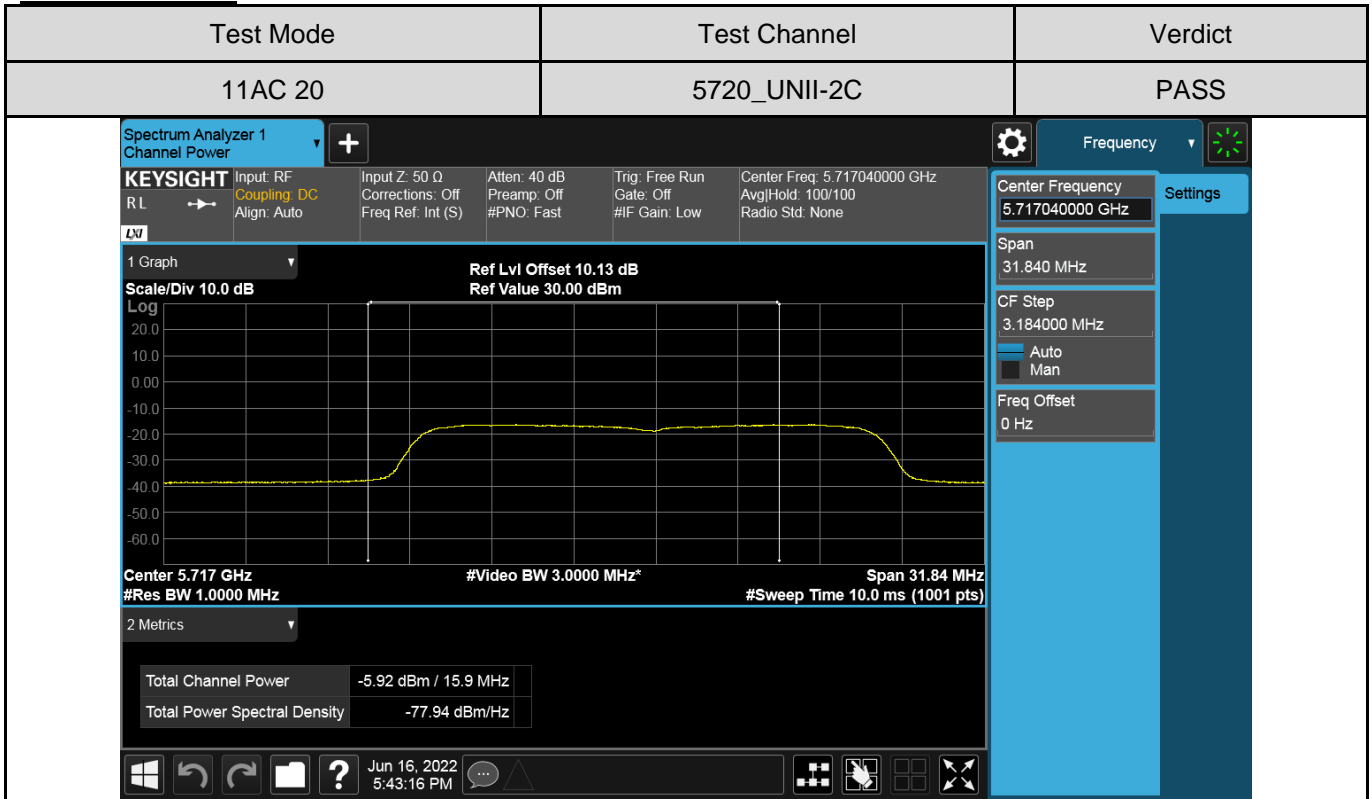 Test Mode Test Channel Verdict
11AC 20 5720_UNII-2C PASS
Spectrum Analyzer 1
Channel Power
+
Frequency
KEYSIGHT Input: RF Input Z: 50 Ω Atten: 40 dB Trig: Free Run Center Freq: 5.717040000 GHz
RL Coupling: DC Corrections: Off Preamp: Off Gate: Off Avg|Hold: 100/100
Align: Auto Freq Ref: Int (S) #PNO: Fast #IF Gain: Low Radio Std: None
LXI
Center Frequency
5.717040000 GHz
Settings
Span
31.840 MHz
CF Step
3.184000 MHz
Auto
Man
Freq Offset
0 Hz
1 Graph
Ref Lvl Offset 10.13 dB
Scale/Div 10.0 dB Ref Value 30.00 dBm
Log
20.0
10.0
0.00
-10.0
-20.0
-30.0
-40.0
-50.0
-60.0
Center 5.717 GHz #Video BW 3.0000 MHz* Span 31.84 MHz
#Res BW 1.0000 MHz #Sweep Time 10.0 ms (1001 pts)
2 Metrics
Total Channel Power -5.92 dBm / 15.9 MHz
Total Power Spectral Density -77.94 dBm/Hz
? Jun 16, 2022
5:43:16 PM